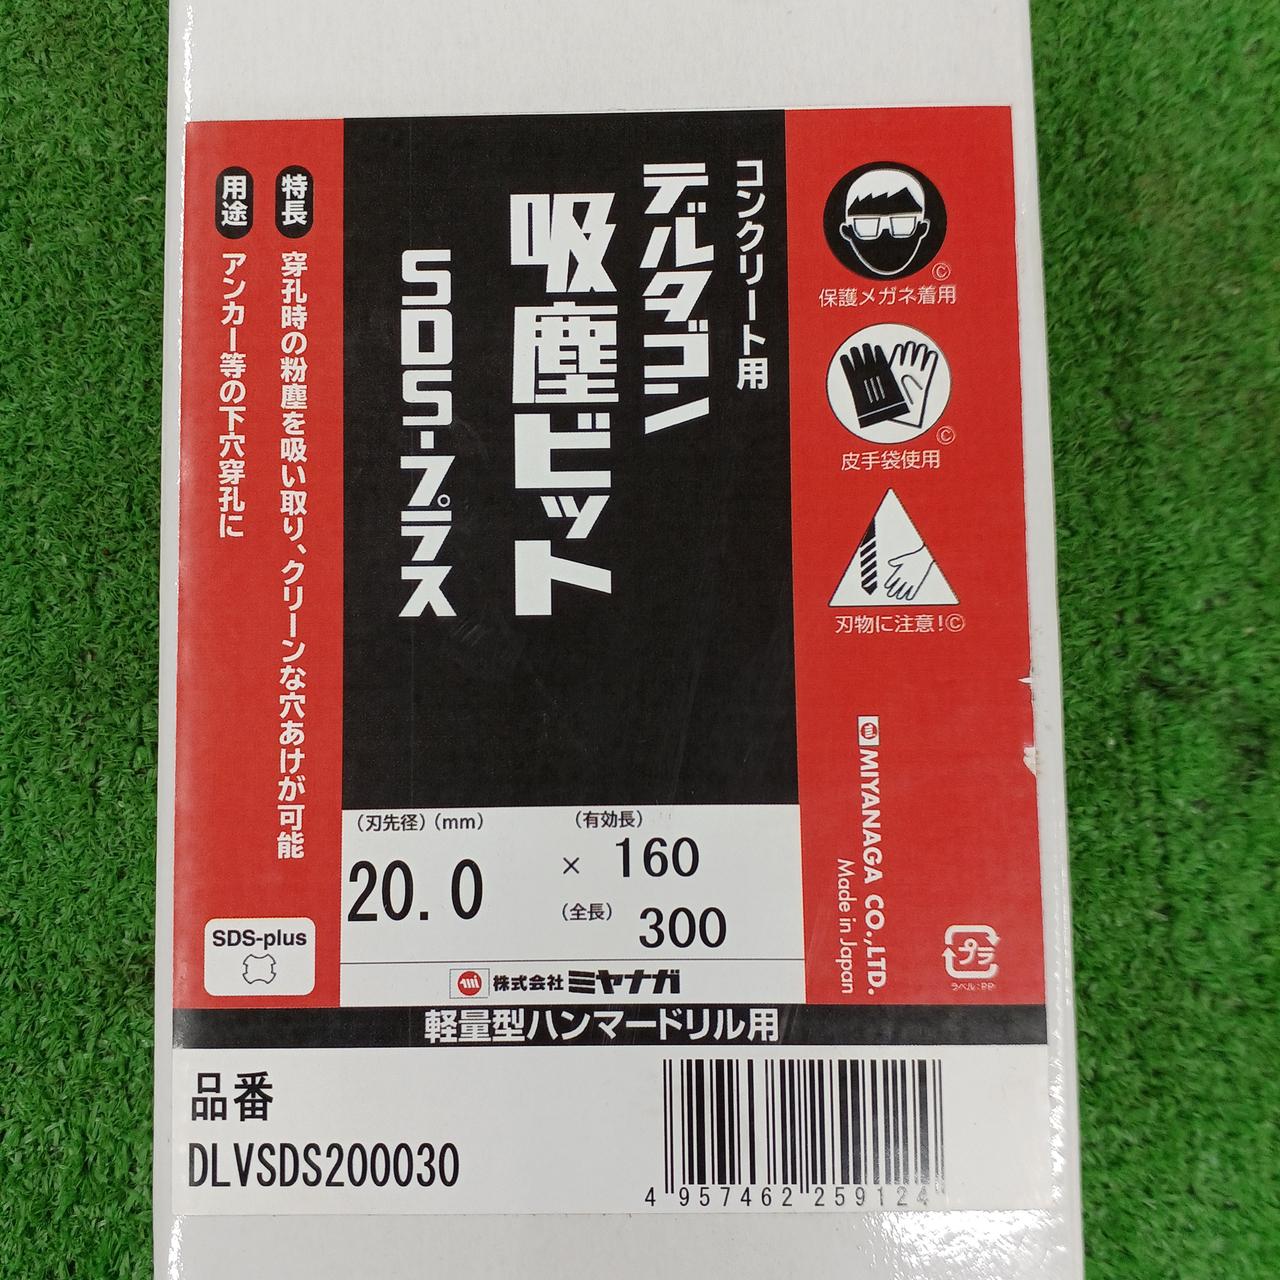 コンクリート用
デルタゴン
吸塵ビット
SDS-プラス
特長
穿孔時の粉塵を吸い取り、クリーンな穴あけが可能
用途
アンカー等の下穴穿孔に
©
保護メガネ着用
©
皮手袋使用
刃物に注意!©
MIYANAGA CO.,LTD.
Made in Japan
プラ
ラベル:PP
SDS-plus
(刃先径)(mm)
20.0
(有効長)
× 160
(全長)
300
株式会社ミヤナガ
軽量型ハンマードリル用
品番
DLVSDS200030
4 957462 259124